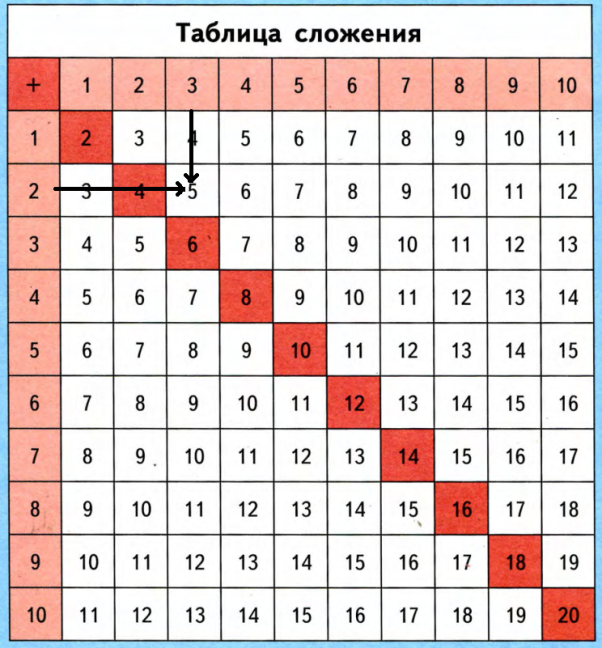 Таблица сложения
+ 1 2 3 4 5 6 7 8 9 10
1 2 3 4 5 6 7 8 9 10 11
2 3 4 5 6 7 8 9 10 11 12
3 4 5 6 7 8 9 10 11 12 13
4 5 6 7 8 9 10 11 12 13 14
5 6 7 8 9 10 11 12 13 14 15
6 7 8 9 10 11 12 13 14 15 16
7 8 9 10 11 12 13 14 15 16 17
8 9 10 11 12 13 14 15 16 17 18
9 10 11 12 13 14 15 16 17 18 19
10 11 12 13 14 15 16 17 18 19 20